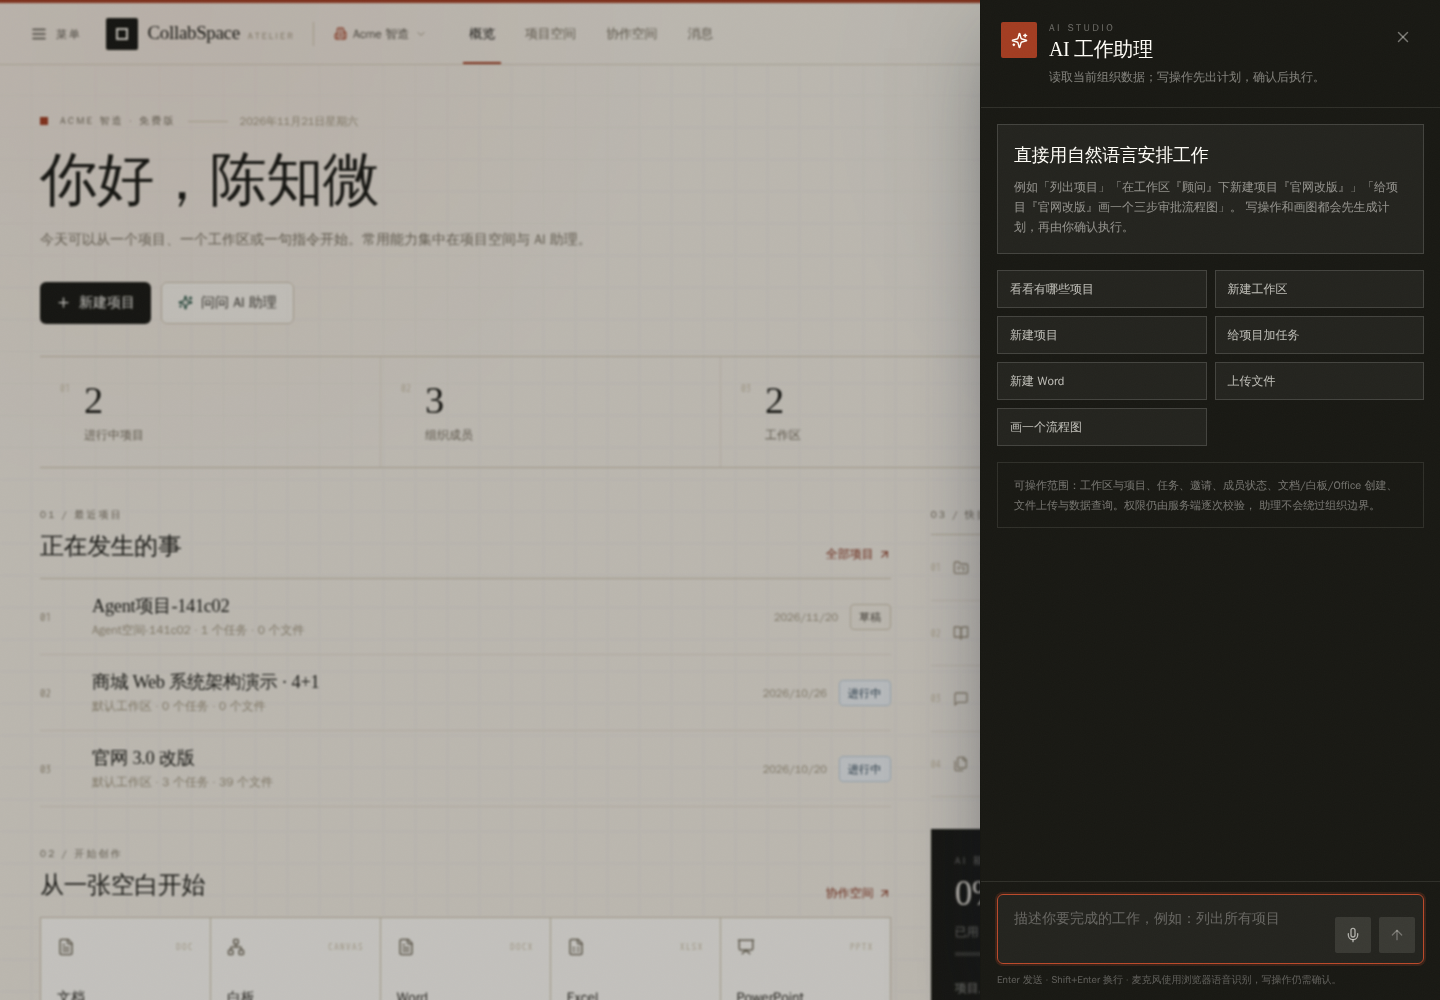 菜单
CollabSpace ATELIER
Acme 智造
概览
项目空间
协作空间
消息
ACME 智造 · 免费版
2026年11月21日星期六
你好，陈知微
今天可以从一个项目、一个工作区或一句指令开始。常用能力集中在项目空间与 AI 助理。
新建项目
问问 AI 助理
01
2
进行中项目
02
3
组织成员
03
2
工作区
01 / 最近项目
正在发生的事
全部项目
01
Agent项目-141c02
Agent空间-141c02 · 1 个任务 · 0 个文件
2026/11/20
草稿
02
商城 Web 系统架构演示 · 4+1
默认工作区 · 0 个任务 · 0 个文件
2026/10/26
进行中
03
官网 3.0 改版
默认工作区 · 3 个任务 · 39 个文件
2026/10/20
进行中
02 / 开始创作
从一张空白开始
协作空间
DOC
文档
CANVAS
白板
DOCX
Word
XLSX
Excel
PPTX
PowerPoint
03 / 快
01
02
03
04
AI
0%
已用
项目
AI STUDIO
AI 工作助理
读取当前组织数据；写操作先出计划，确认后执行。
直接用自然语言安排工作
例如「列出项目」「在工作区『顾问』下新建项目『官网改版』」「给项
目『官网改版』画一个三步审批流程图」。 写操作和画图都会先生成计
划，再由你确认执行。
看看有哪些项目
新建工作区
新建项目
给项目加任务
新建 Word
上传文件
画一个流程图
可操作范围：工作区与项目、任务、邀请、成员状态、文档/白板/Office 创建、
文件上传与数据查询。权限仍由服务端逐次校验， 助理不会绕过组织边界。
描述你要完成的工作，例如：列出所有项目
Enter 发送 · Shift+Enter 换行 · 麦克风使用浏览器语音识别，写操作仍需确认。